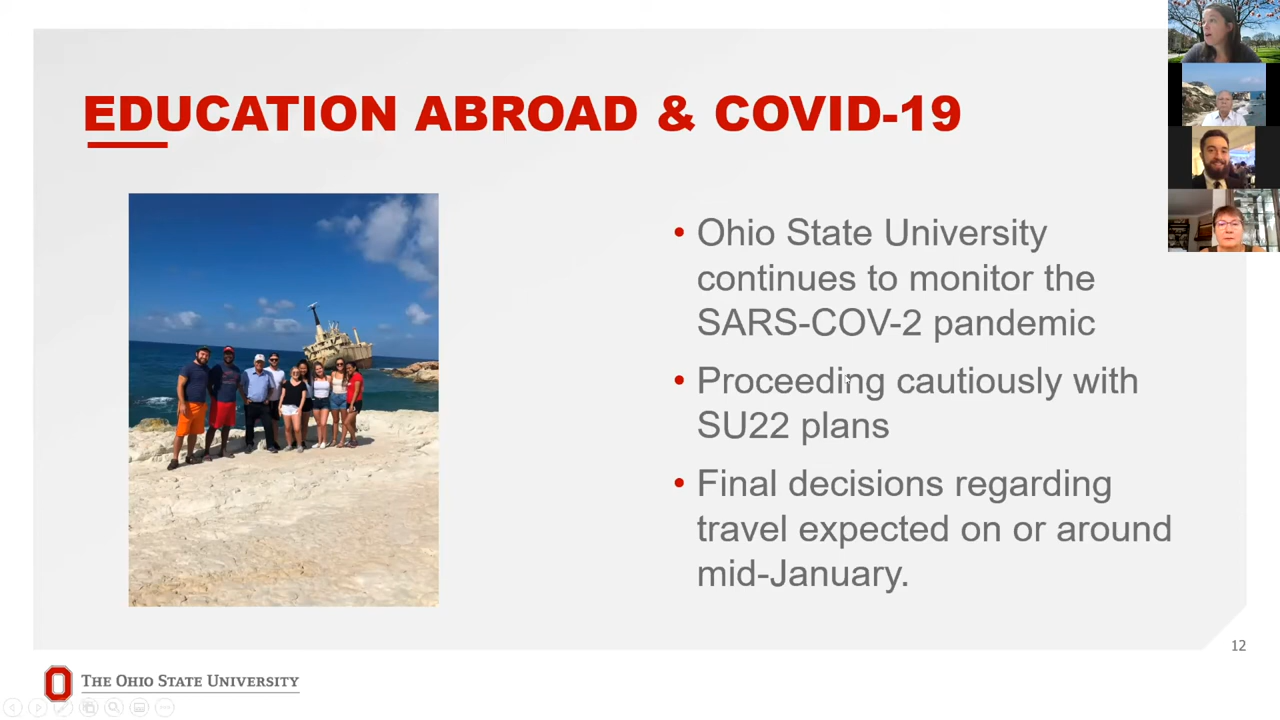 EDUCATION ABROAD & COVID-19
• Ohio State University
continues to monitor the
SARS-COV-2 pandemic
• Proceeding cautiously with
SU22 plans
• Final decisions regarding
travel expected on or around
mid-January.
12
THE OHIO STATE UNIVERSITY